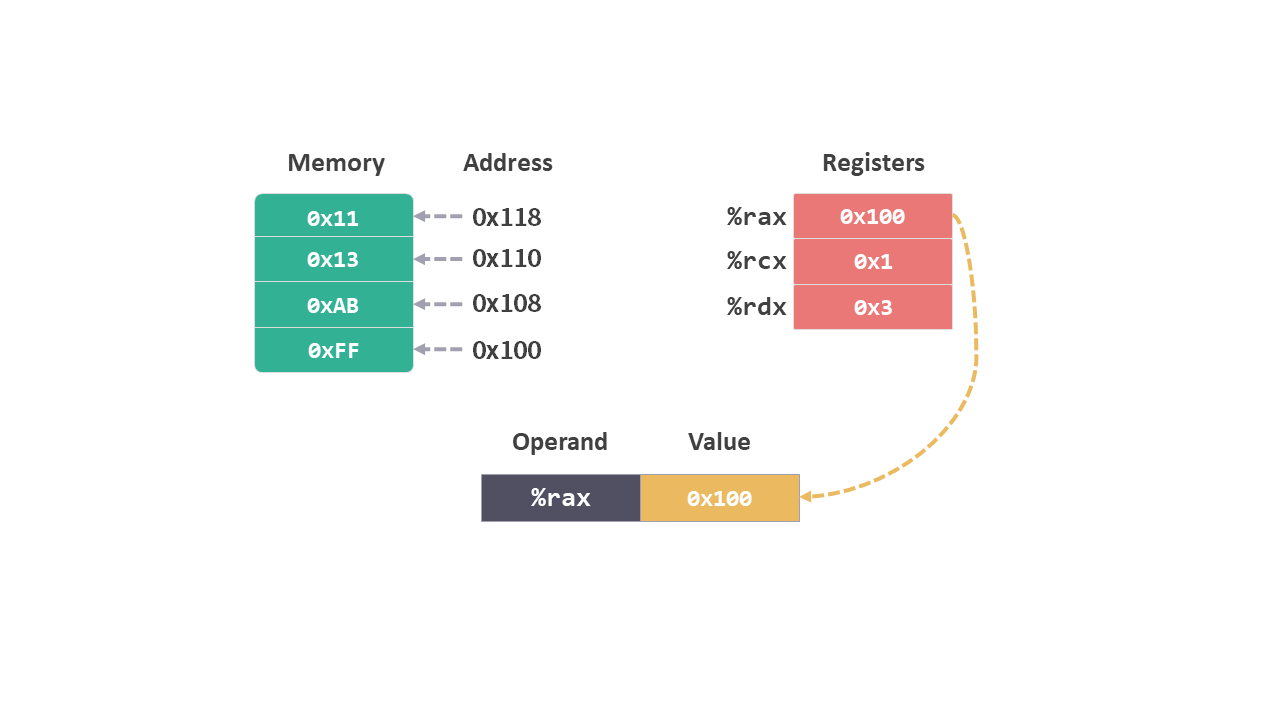 Memory Address Registers
0x11 0x118 %rax 0x100
0x13 0x110 %rcx 0x1
0xAB 0x108 %rdx 0x3
0xFF 0x100
Operand Value
%rax 0x100